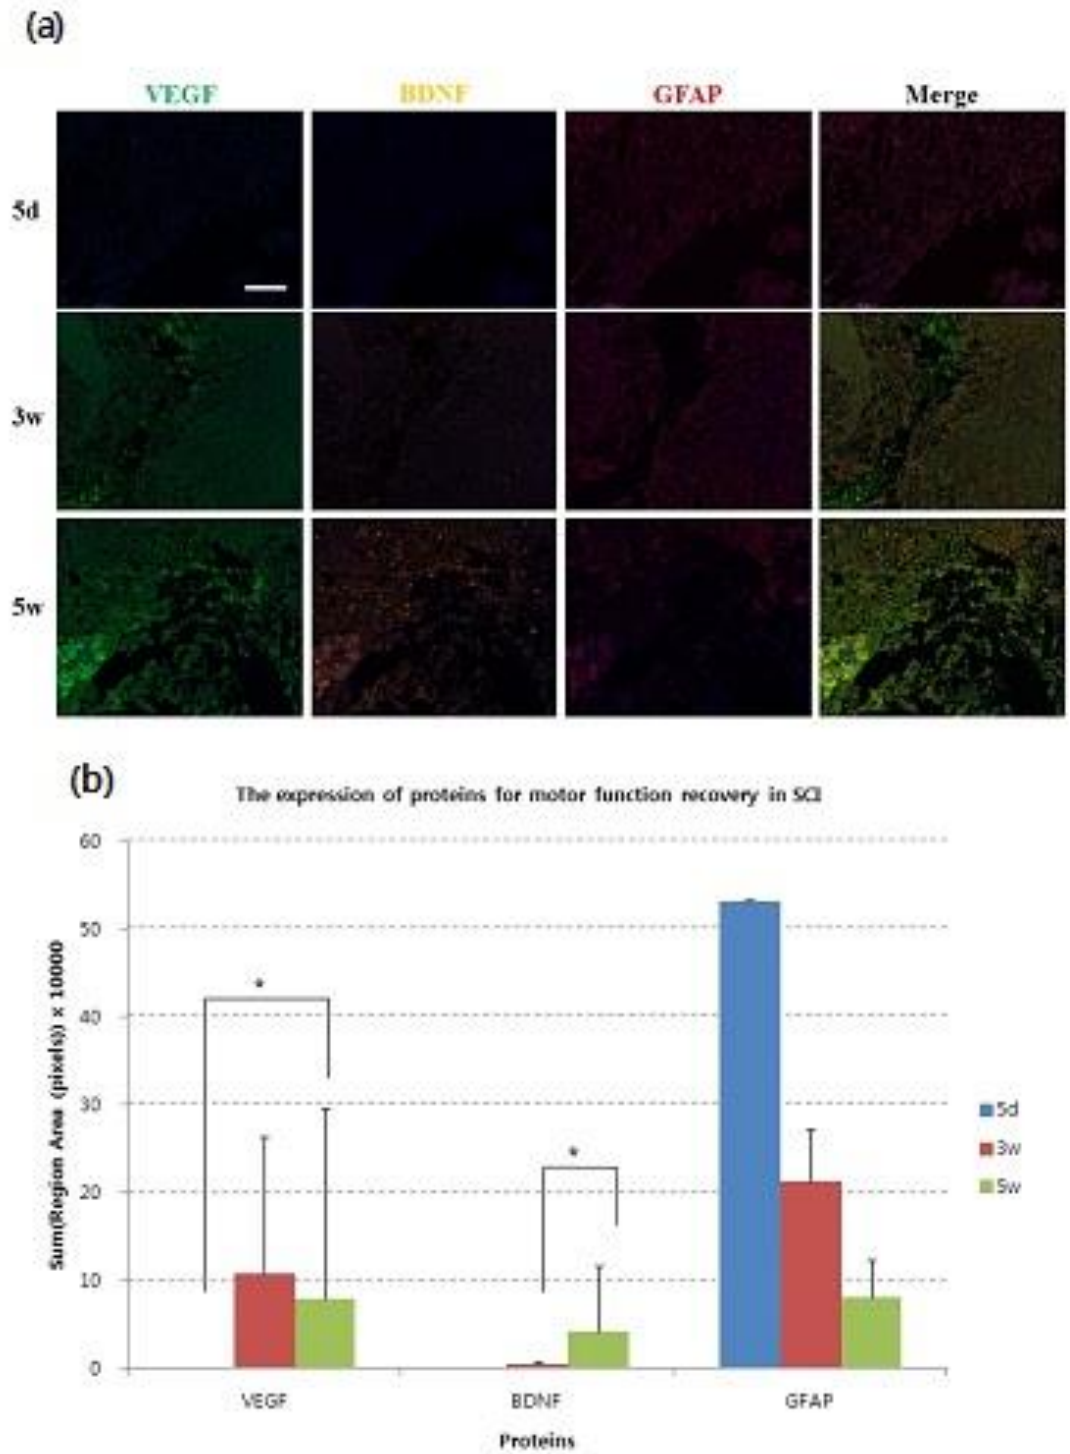 (a)
VEGF BDNF GFAP Merge
5d
3w
5w
(b)
The expression of proteins for motor function recovery in SCI
Sum(Region Area (pixels)) x 10000
60
50
40
30
20
10
0
*
*
5d
3w
5w
VEGF BDNF GFAP
Proteins